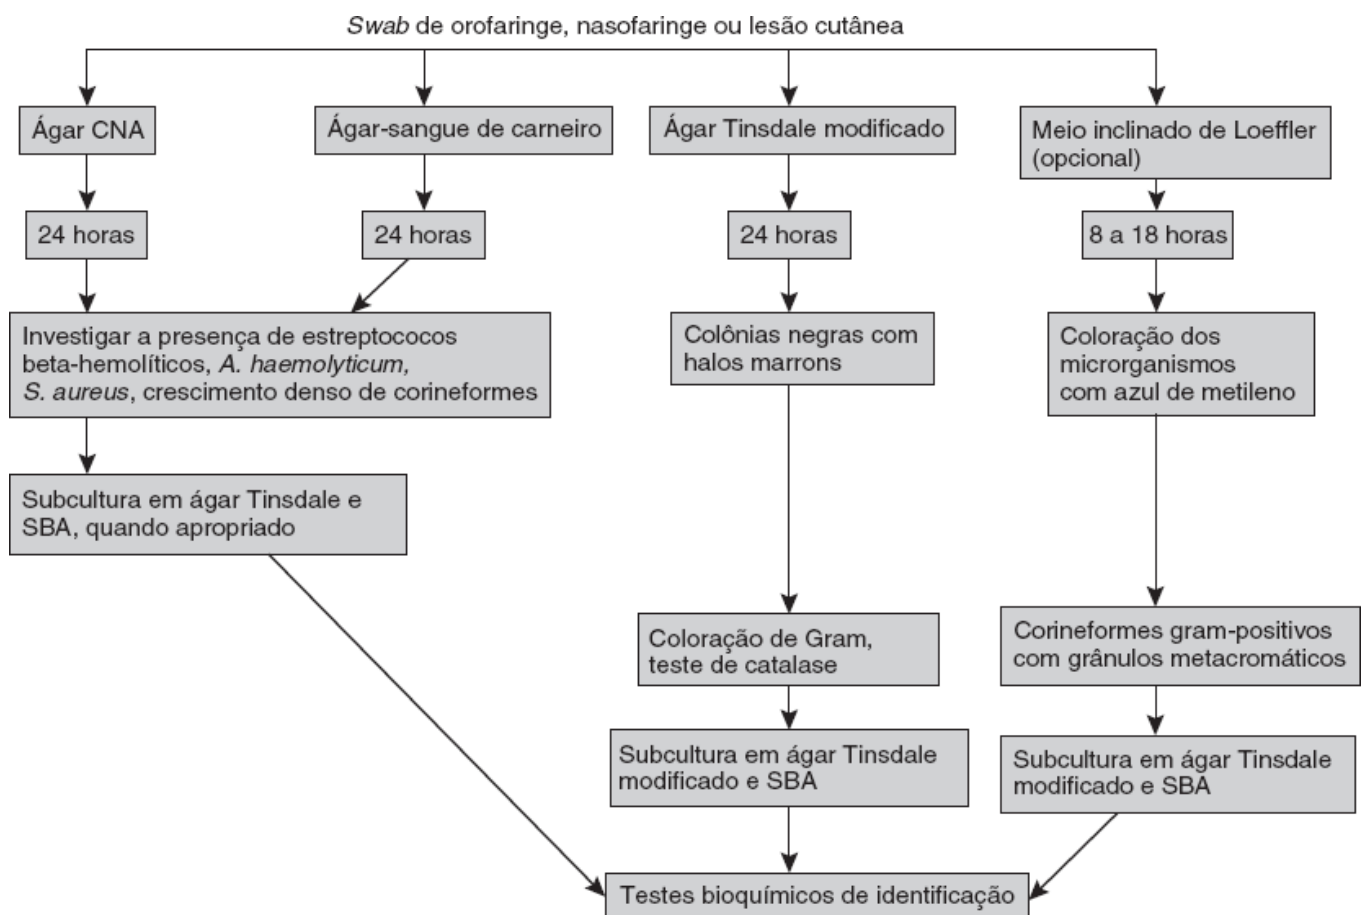 Swab de orofaringe, nasofaringe ou lesão cutânea
Ágar CNA
Ágar-sangue de carneiro
Ágar Tinsdale modificado
Meio inclinado de Loeffler
(opcional)
24 horas
24 horas
24 horas
8 a 18 horas
Investigar a presença de estreptococos
beta-hemolíticos, A. haemolyticum,
S. aureus, crescimento denso de corineformes
Colônias negras com
halos marrons
Coloração dos
microrganismos
com azul de metileno
Subcultura em ágar Tinsdale e
SBA, quando apropriado
Coloração de Gram,
teste de catalase
Corineformes gram-positivos
com grânulos metacromáticos
Subcultura em ágar Tinsdale
modificado e SBA
Subcultura em ágar Tinsdale
modificado e SBA
Testes bioquímicos de identificação